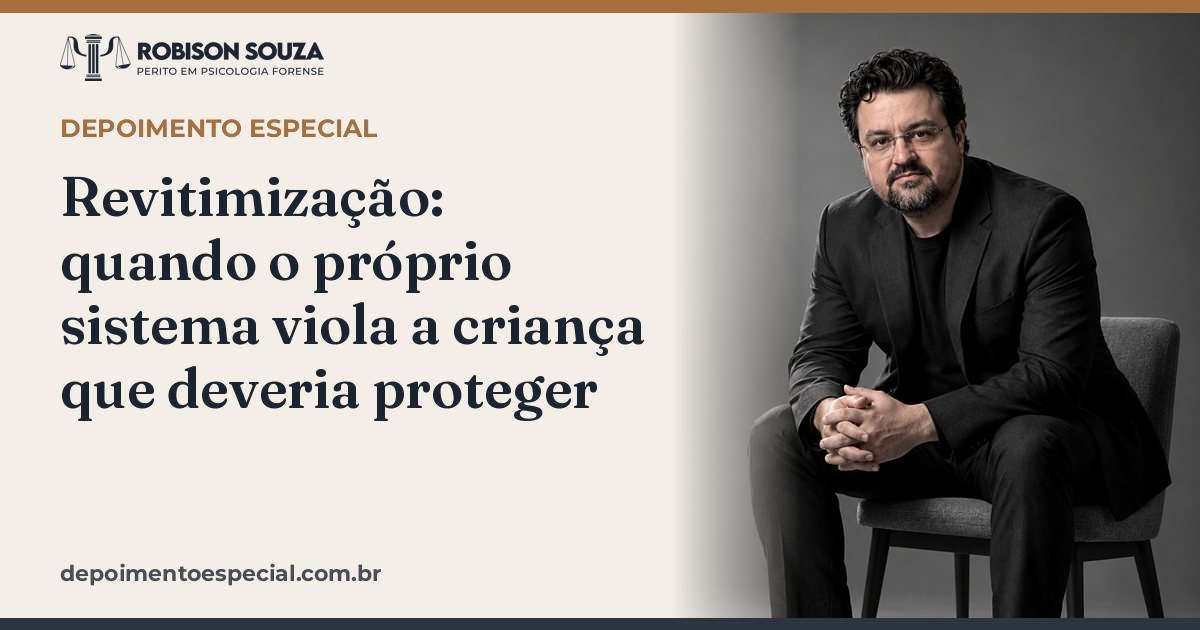 ROBISON SOUZA
PERITO EM PSICOLOGIA FORENSE
DEPOIMENTO ESPECIAL
Revitimização:
quando o próprio
sistema viola a criança
que deveria proteger
depoimentoespecial.com.br